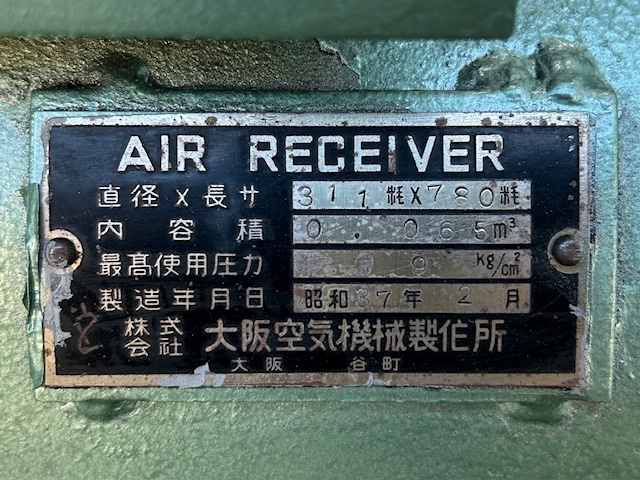 AIR RECEIVER
直径×長サ 311粍×780粍
内容積 0.065m³
最高使用圧力 9 kg/cm²
製造年月日 昭和37年2月
株式会社 大阪空気機械製作所
大阪 谷町